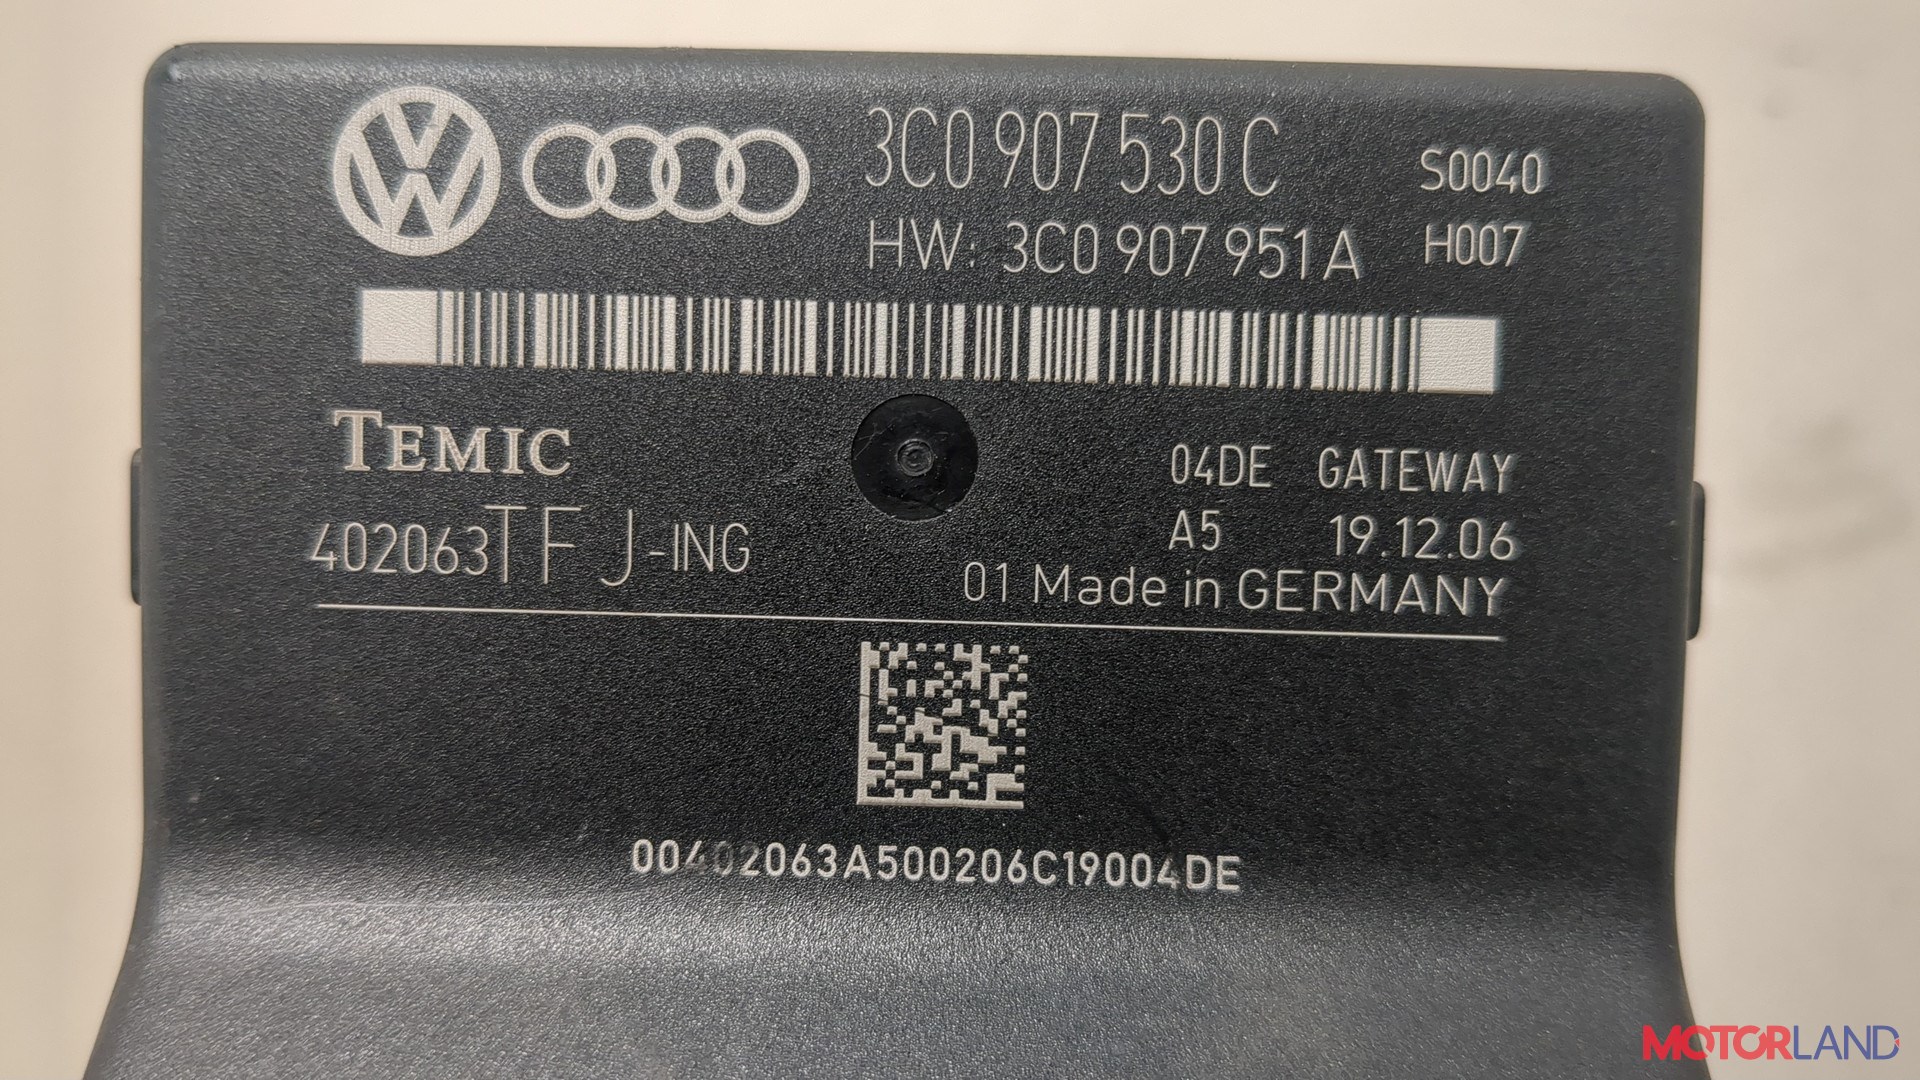 3C0 907 530 C S0040
HW: 3C0 907 951 A H007
TEMIC
04DE GATEWAY
402063TFJ-ING
A5 19.12.06
01 Made in GERMANY
00402063A500206C19004DE
MOTORLAND